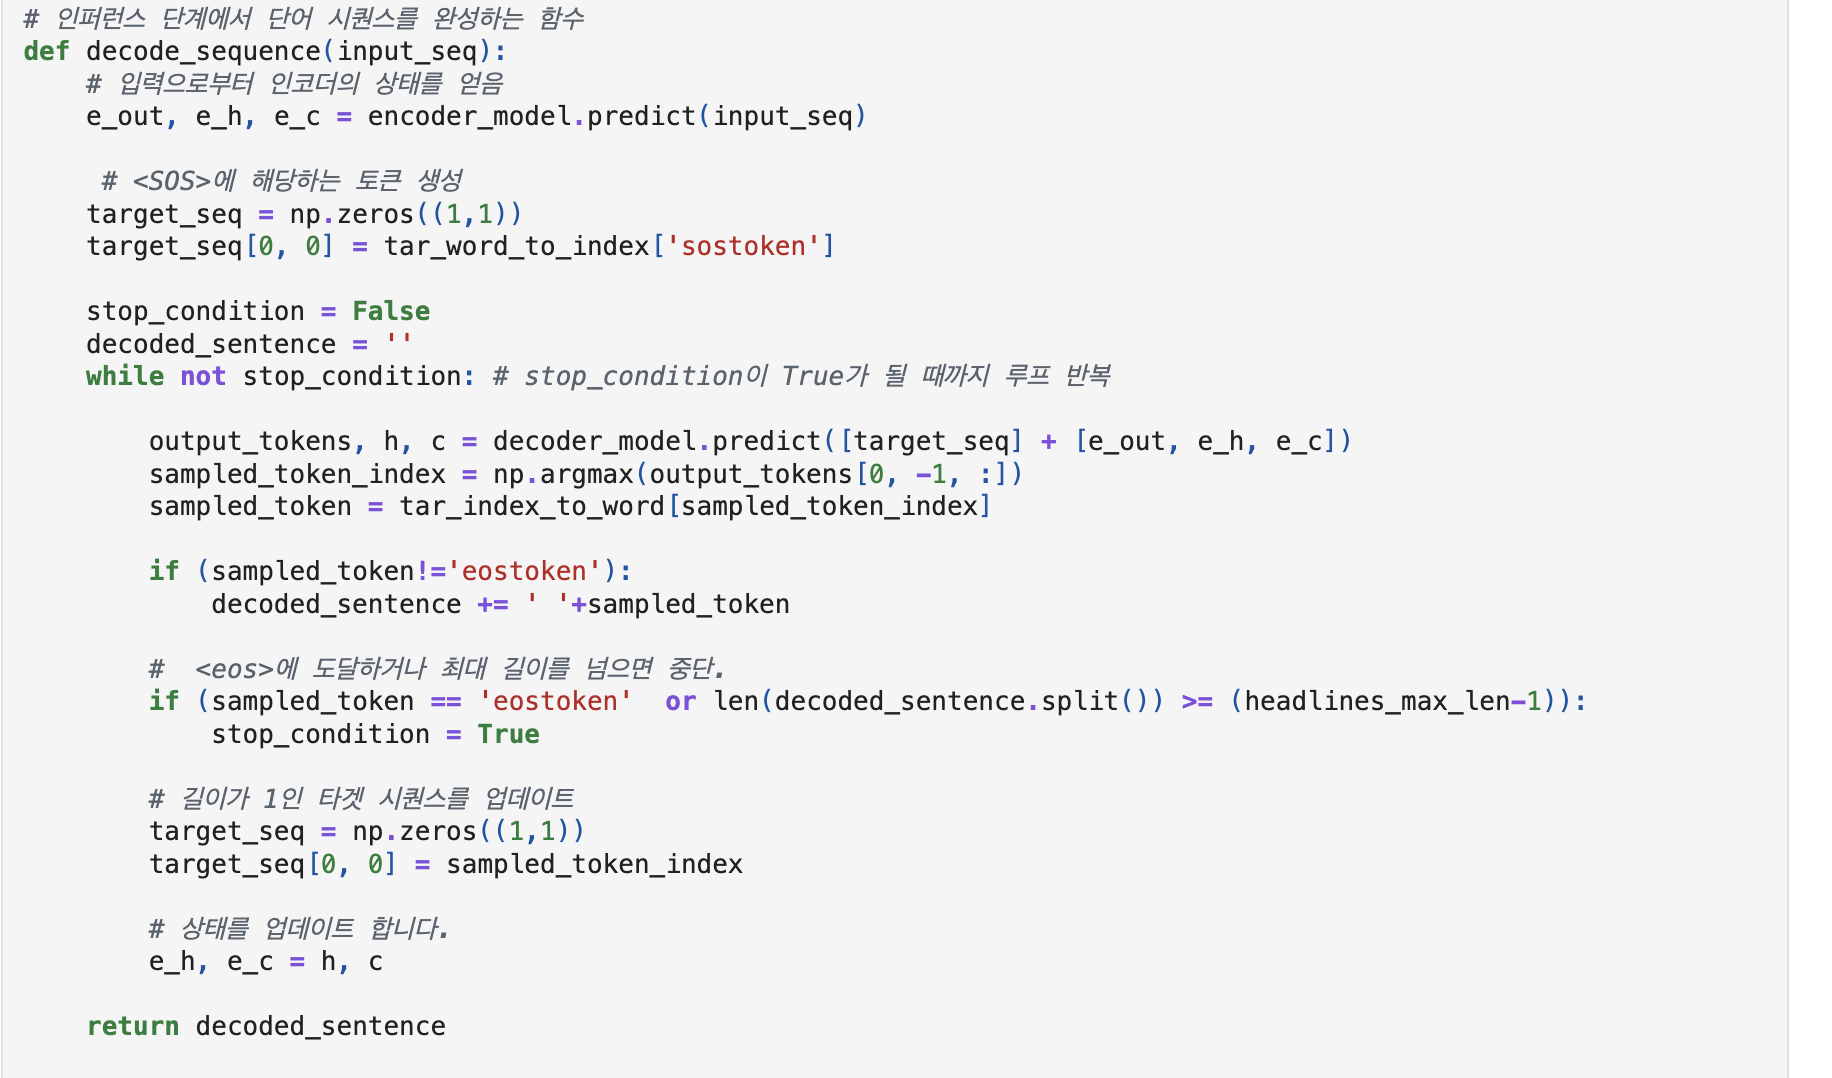 # 인퍼런스 단계에서 단어 시퀀스를 완성하는 함수
def decode_sequence(input_seq):
    # 입력으로부터 인코더의 상태를 얻음
    e_out, e_h, e_c = encoder_model.predict(input_seq)

     # <SOS>에 해당하는 토큰 생성
    target_seq = np.zeros((1,1))
    target_seq[0, 0] = tar_word_to_index['sostoken']

    stop_condition = False
    decoded_sentence = ''
    while not stop_condition: # stop_condition이 True가 될 때까지 루프 반복

        output_tokens, h, c = decoder_model.predict([target_seq] + [e_out, e_h, e_c])
        sampled_token_index = np.argmax(output_tokens[0, -1, :])
        sampled_token = tar_index_to_word[sampled_token_index]

        if (sampled_token!='eostoken'):
            decoded_sentence += ' '+sampled_token

        #  <eos>에 도달하거나 최대 길이를 넘으면 중단.
        if (sampled_token == 'eostoken'  or len(decoded_sentence.split()) >= (headlines_max_len-1)):
            stop_condition = True

        # 길이가 1인 타겟 시퀀스를 업데이트
        target_seq = np.zeros((1,1))
        target_seq[0, 0] = sampled_token_index

        # 상태를 업데이트 합니다.
        e_h, e_c = h, c

    return decoded_sentence